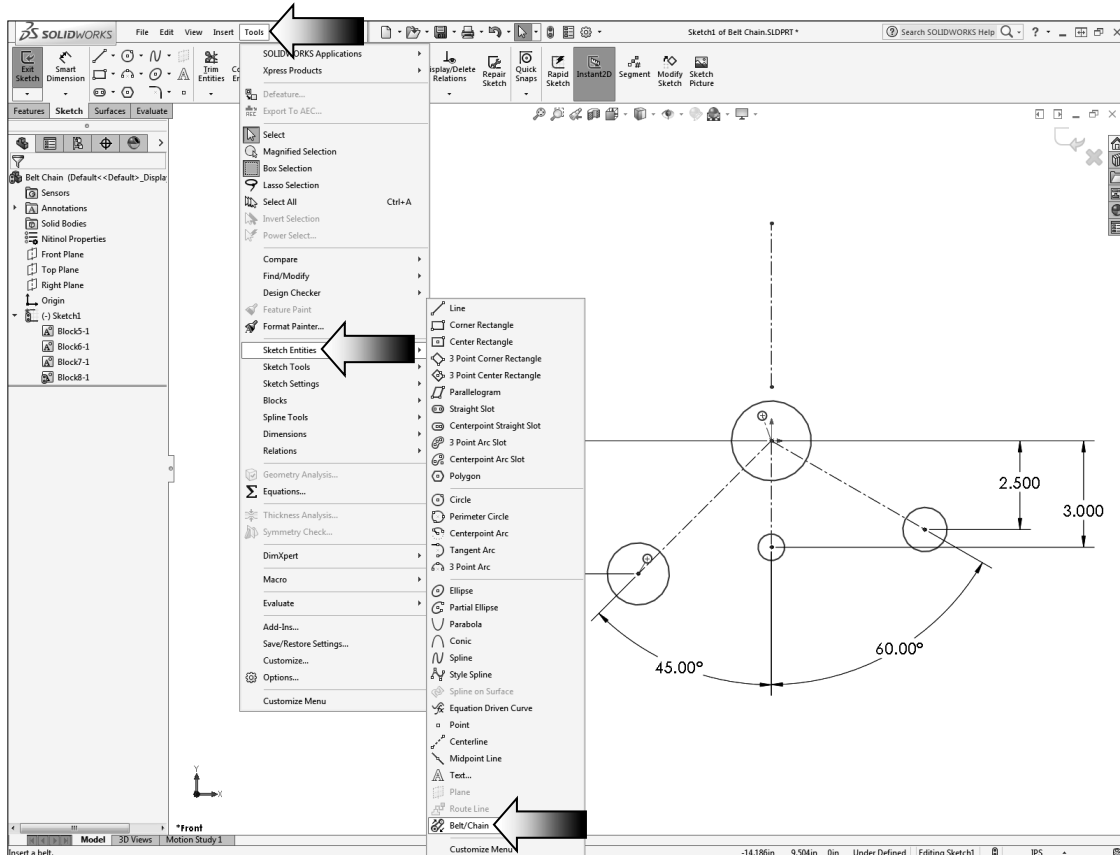 SOLIDWORKS
File Edit View Insert Tools
Sketch1 of Belt Chain.SLDPRT *
Search SOLIDWORKS Help
Exit Sketch
Smart Dimension
Trim Entities
Display/Delete Relations
Repair Sketch
Quick Snaps
Rapid Sketch
Instant2D
Segment
Modify Sketch
Sketch Picture
Features Sketch Surfaces Evaluate
Belt Chain (Default<<Default>_Displa
Sensors
Annotations
Solid Bodies
Nitinol Properties
Front Plane
Top Plane
Right Plane
Origin
(-) Sketch1
Block5-1
Block6-1
Block7-1
Block8-1
SOLIDWORKS Applications
Xpress Products
Defeature...
Export To AEC...
Select
Magnified Selection
Box Selection
Lasso Selection
Select All Ctrl+A
Invert Selection
Power Select...
Compare
Find/Modify
Design Checker
Feature Paint
Format Painter...
Sketch Entities
Sketch Tools
Sketch Settings
Blocks
Spline Tools
Dimensions
Relations
Geometry Analysis...
Equations...
Thickness Analysis...
Symmetry Check...
DimXpert
Macro
Evaluate
Add-Ins...
Save/Restore Settings...
Customize...
Options...
Customize Menu
Line
Corner Rectangle
Center Rectangle
3 Point Corner Rectangle
3 Point Center Rectangle
Parallelogram
Straight Slot
Centerpoint Straight Slot
3 Point Arc Slot
Centerpoint Arc Slot
Polygon
Circle
Perimeter Circle
Centerpoint Arc
Tangent Arc
3 Point Arc
Ellipse
Partial Ellipse
Parabola
Conic
Spline
Style Spline
Spline on Surface
Equation Driven Curve
Point
Centerline
Midpoint Line
Text...
Plane
Route Line
Belt/Chain
Customize Menu
2.500
3.000
45.00°
60.00°
Y
X
*Front
Model 3D Views Motion Study 1
Insert a belt.
-14.186in 9.504in 0in Under Defined Editing Sketch1 IPS